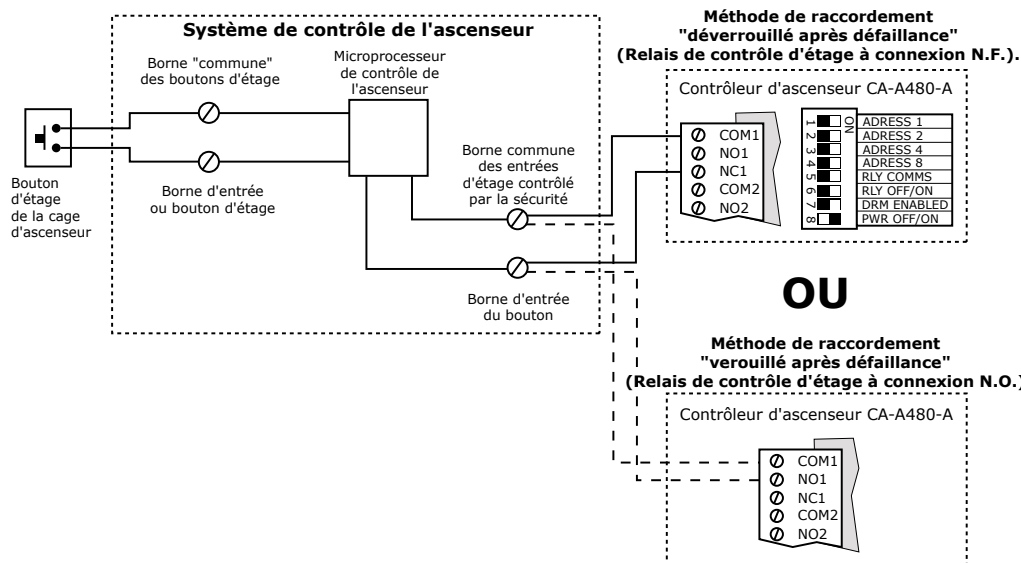 Système de contrôle de l'ascenseur
Borne "commune"
des boutons d'étage
Microprocesseur
de contrôle de
l'ascenseur
Bouton
d'étage
de la cage
d'ascenseur
Borne d'entrée
ou bouton d'étage
Borne commune
des entrées
d'étage contrôlé
par la sécurité
Borne d'entrée
du bouton
Méthode de raccordement
"déverrouillé après défaillance"
(Relais de contrôle d'étage à connexion N.F.).
Contrôleur d'ascenseur CA-A480-A
COM1
NO1
NC1
COM2
NO2
ON
1 ADRESS 1
2 ADRESS 2
3 ADRESS 4
4 ADRESS 8
5 RLY COMMS
6 RLY OFF/ON
7 DRM ENABLED
8 PWR OFF/ON
OU
Méthode de raccordement
"verouillé après défaillance"
(Relais de contrôle d'étage à connexion N.O.)
Contrôleur d'ascenseur CA-A480-A
COM1
NO1
NC1
COM2
NO2